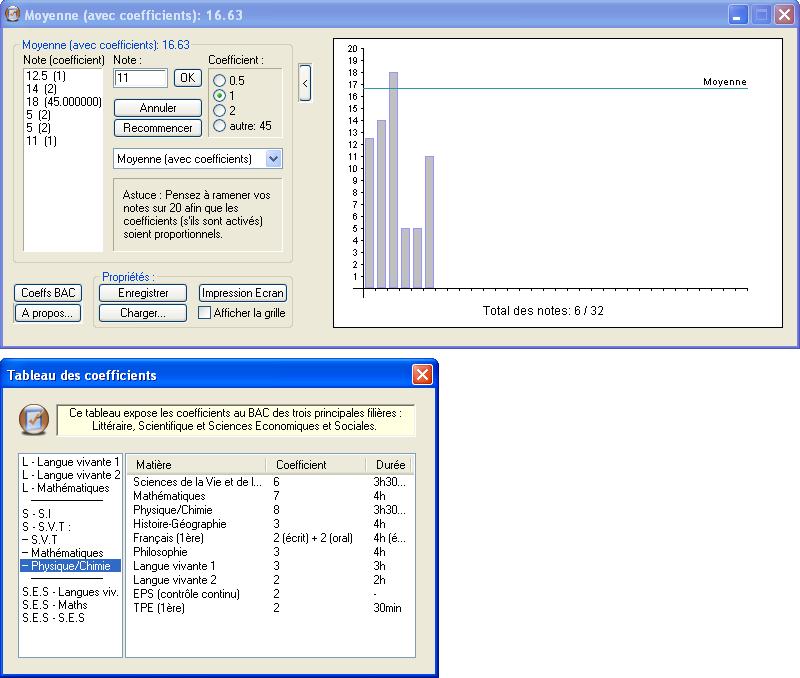 Moyenne (avec coefficients): 16.63
Moyenne (avec coefficients): 16.63
Note (coefficient)
12.5 (1)
14 (2)
18 (45.000000)
5 (2)
5 (2)
11 (1)
Note :
11
OK
Annuler
Recommencer
Coefficient :
0.5
1
2
autre: 45
<
Moyenne (avec coefficients)
Astuce : Pensez à ramener vos
notes sur 20 afin que les
coefficients (s'ils sont activés)
soient proportionnels.
Coeffs BAC
A propos...
Propriétés :
Enregistrer
Impression Ecran
Charger...
Afficher la grille
20
19
18
17
16
15
14
13
12
11
10
9
8
7
6
5
4
3
2
1
Moyenne
Total des notes: 6 / 32
Tableau des coefficients
Ce tableau expose les coefficients au BAC des trois principales filières :
Littéraire, Scientifique et Sciences Economiques et Sociales.
L - Langue vivante 1
L - Langue vivante 2
L - Mathématiques
S - S.I
S - S.V.T :
– S.V.T
– Mathématiques
– Physique/Chimie
S.E.S - Langues viv.
S.E.S - Maths
S.E.S - S.E.S
Matière Coefficient Durée
Sciences de la Vie et de l... 6 3h30...
Mathématiques 7 4h
Physique/Chimie 8 3h30...
Histoire-Géographie 3 4h
Français (1ère) 2 (écrit) + 2 (oral) 4h (é...
Philosophie 3 4h
Langue vivante 1 3 3h
Langue vivante 2 2 2h
EPS (contrôle continu) 2 -
TPE (1ère) 2 30min